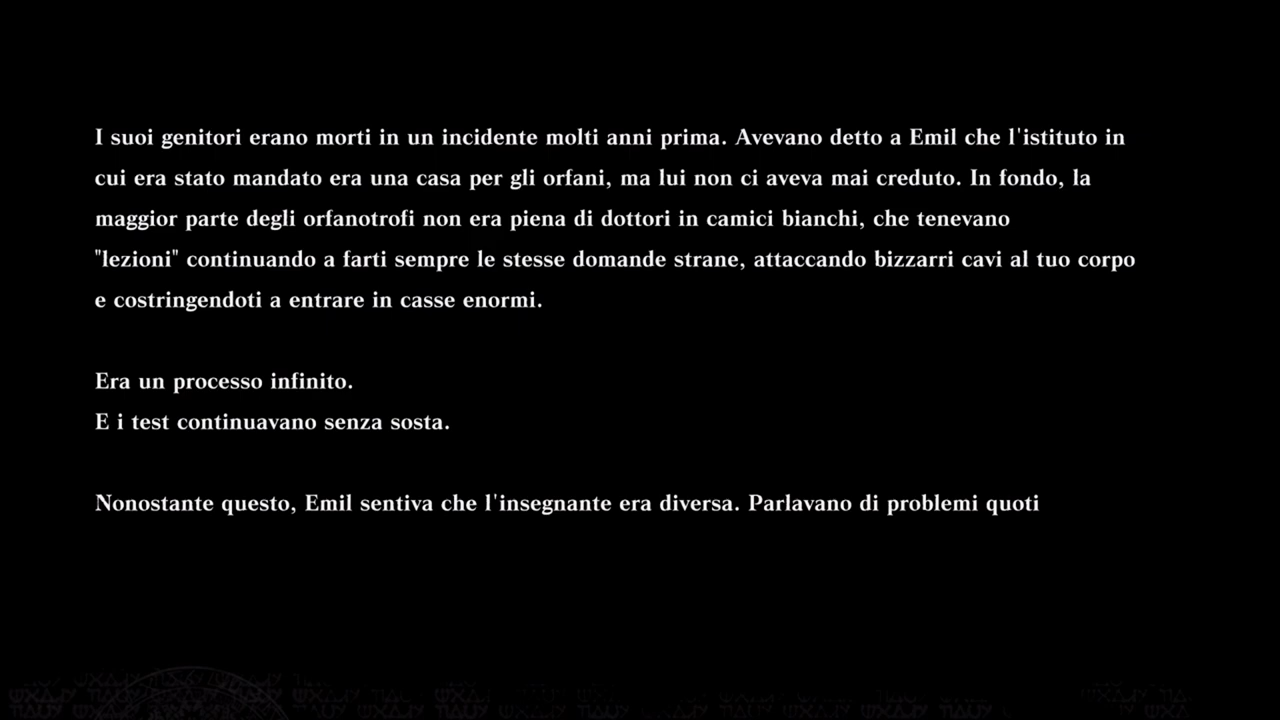 I suoi genitori erano morti in un incidente molti anni prima. Avevano detto a Emil che l'istituto in
cui era stato mandato era una casa per gli orfani, ma lui non ci aveva mai creduto. In fondo, la
maggior parte degli orfanotrofi non era piena di dottori in camici bianchi, che tenevano
"lezioni" continuando a farti sempre le stesse domande strane, attaccando bizzarri cavi al tuo corpo
e costringendoti a entrare in casse enormi.
Era un processo infinito.
E i test continuavano senza sosta.
Nonostante questo, Emil sentiva che l'insegnante era diversa. Parlavano di problemi quoti